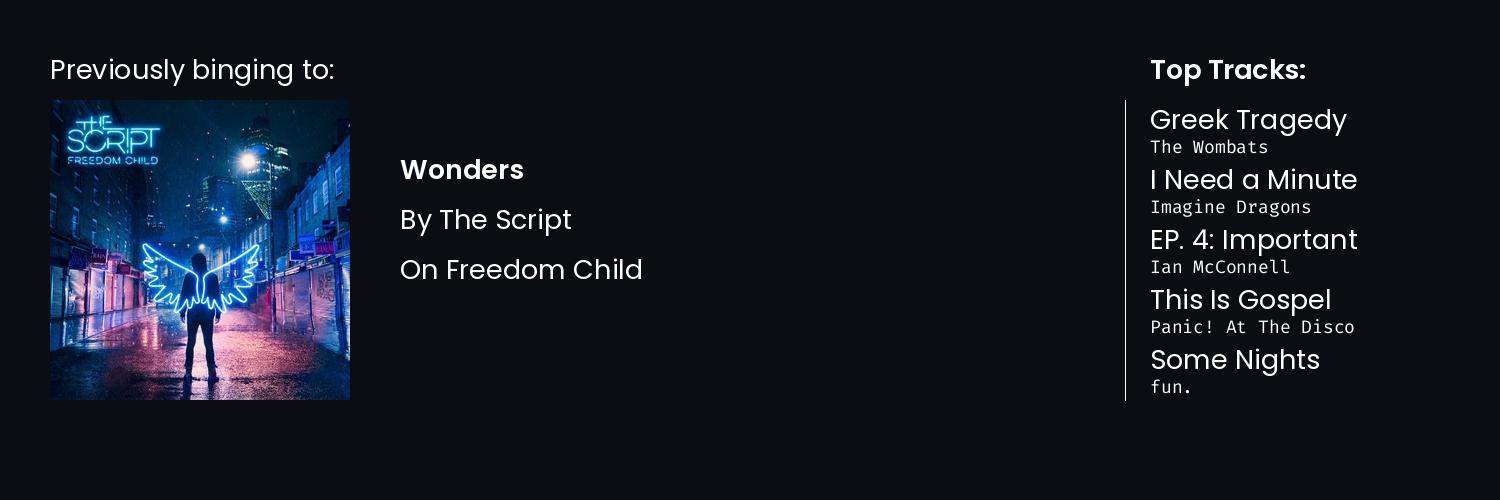 Previously binging to:
THE
SCRIPT
FREEDOM CHILD
Wonders
By The Script
On Freedom Child
Top Tracks:
Greek Tragedy
The Wombats
I Need a Minute
Imagine Dragons
EP. 4: Important
Ian McConnell
This Is Gospel
Panic! At The Disco
Some Nights
fun.